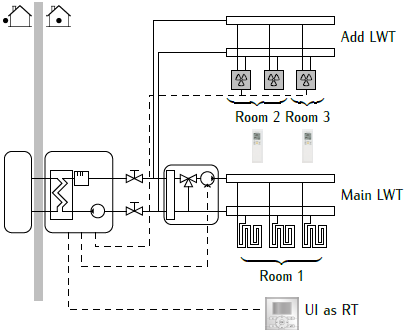 Add LWT
Room 2 Room 3
Main LWT
Room 1
UI as RT